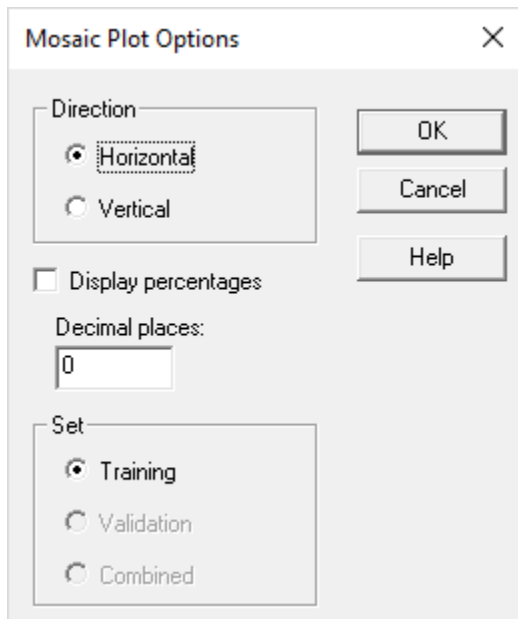 Mosaic Plot Options
Direction
Horizontal
Vertical
OK
Cancel
Help
Display percentages
Decimal places:
0
Set
Training
Validation
Combined